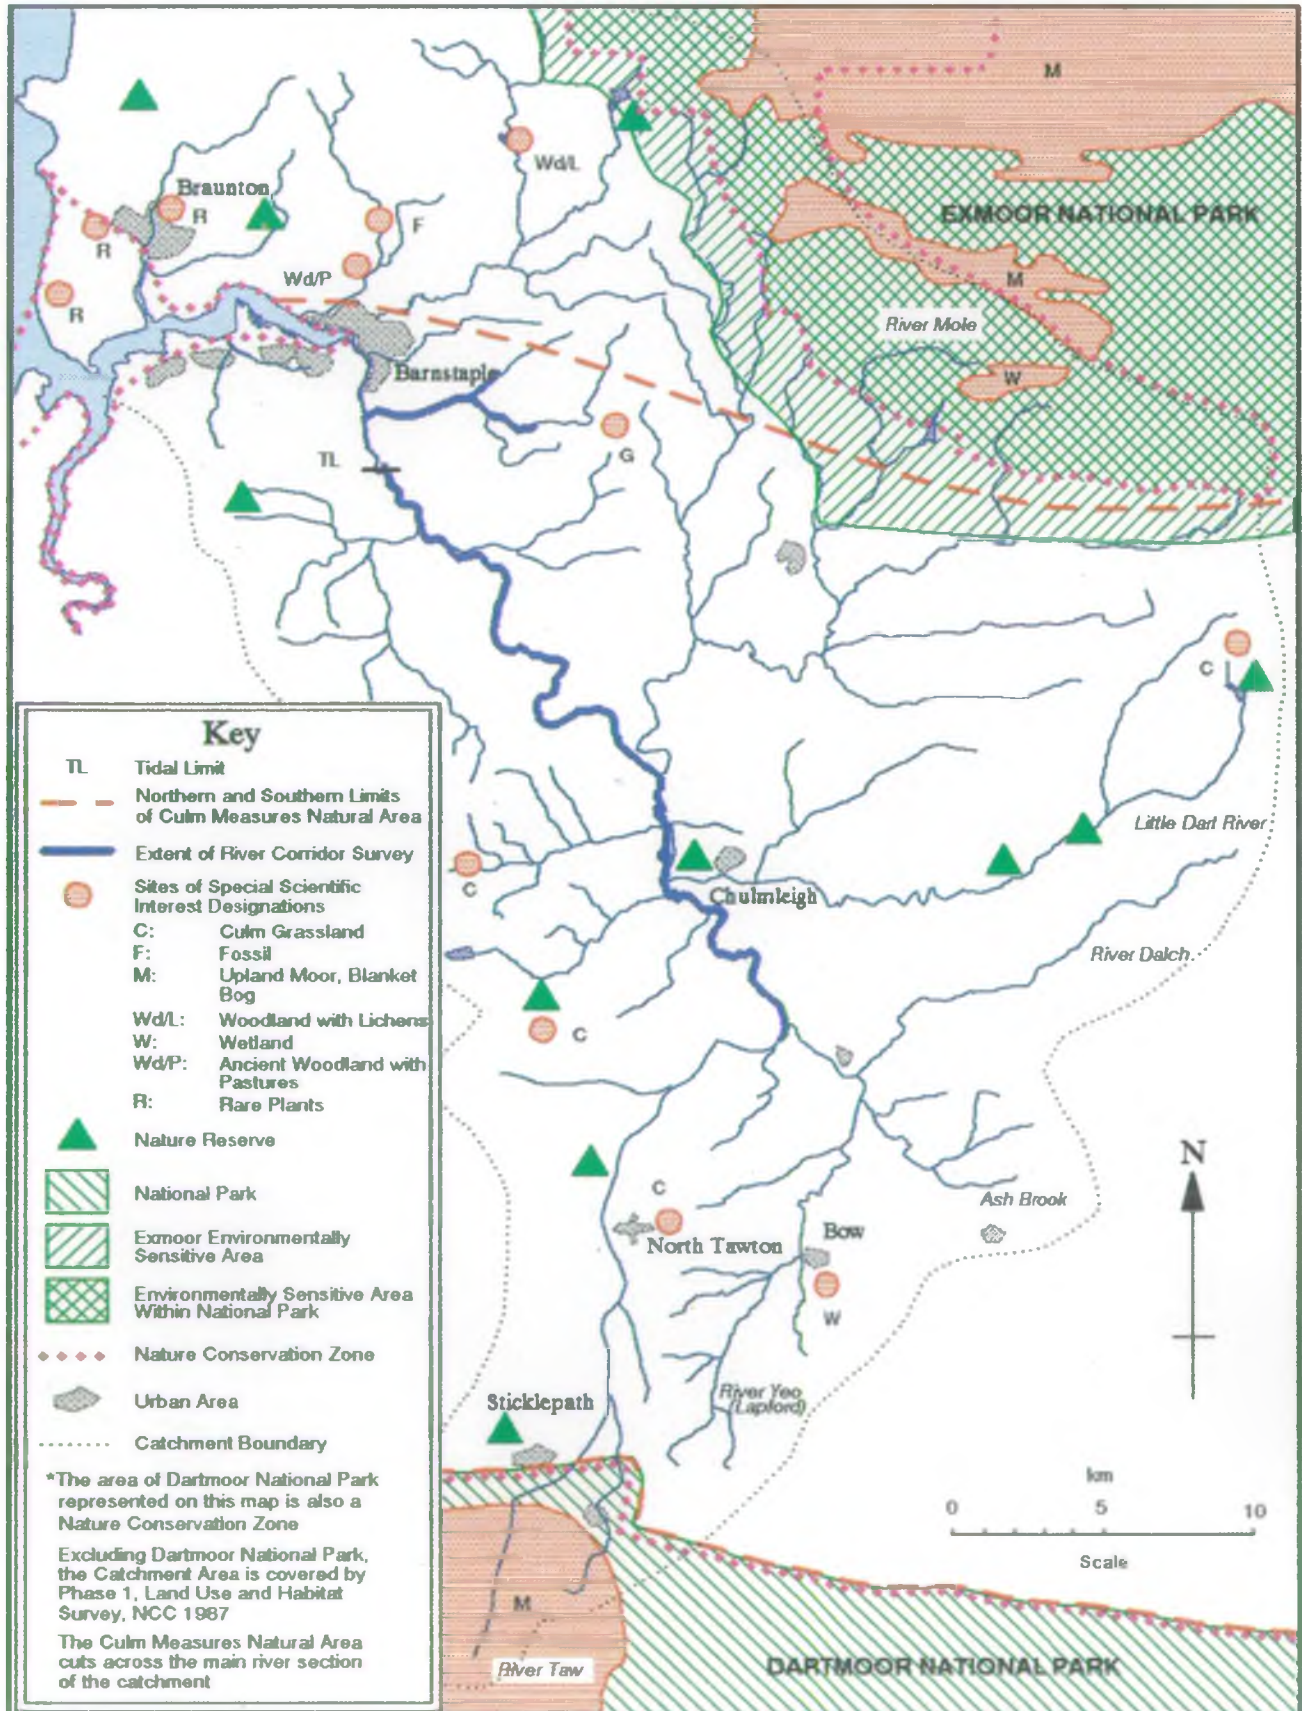 M
Wd/L
Braunton
R
R
F
EXMOOR NATIONAL PARK
Wd/P
M
R
River Mole
Barnstaple
W
G
TL
C
Key
TL Tidal Limit
Northern and Southern Limits
of Culm Measures Natural Area
Extent of River Corridor Survey
Sites of Special Scientific
Interest Designations
C: Culm Grassland
F: Fossil
M: Upland Moor, Blanket
Bog
Wd/L: Woodland with Lichens
W: Wetland
Wd/P: Ancient Woodland with
Pastures
R: Rare Plants
Nature Reserve
National Park
Exmoor Environmentally
Sensitive Area
Environmentally Sensitive Area
Within National Park
Nature Conservation Zone
Urban Area
Catchment Boundary
*The area of Dartmoor National Park
represented on this map is also a
Nature Conservation Zone
Excluding Dartmoor National Park,
the Catchment Area is covered by
Phase 1, Land Use and Habitat
Survey, NCC 1987
The Culm Measures Natural Area
cuts across the main river section
of the catchment
Little Darl River
C
Chulmleigh
River Dalch
C
N
C
Ash Brook
Bow
North Tawton
W
River Yeo
(Lapford)
Sticklepath
km
0 5 10
Scale
M
River Taw
DARTMOOR NATIONAL PARK